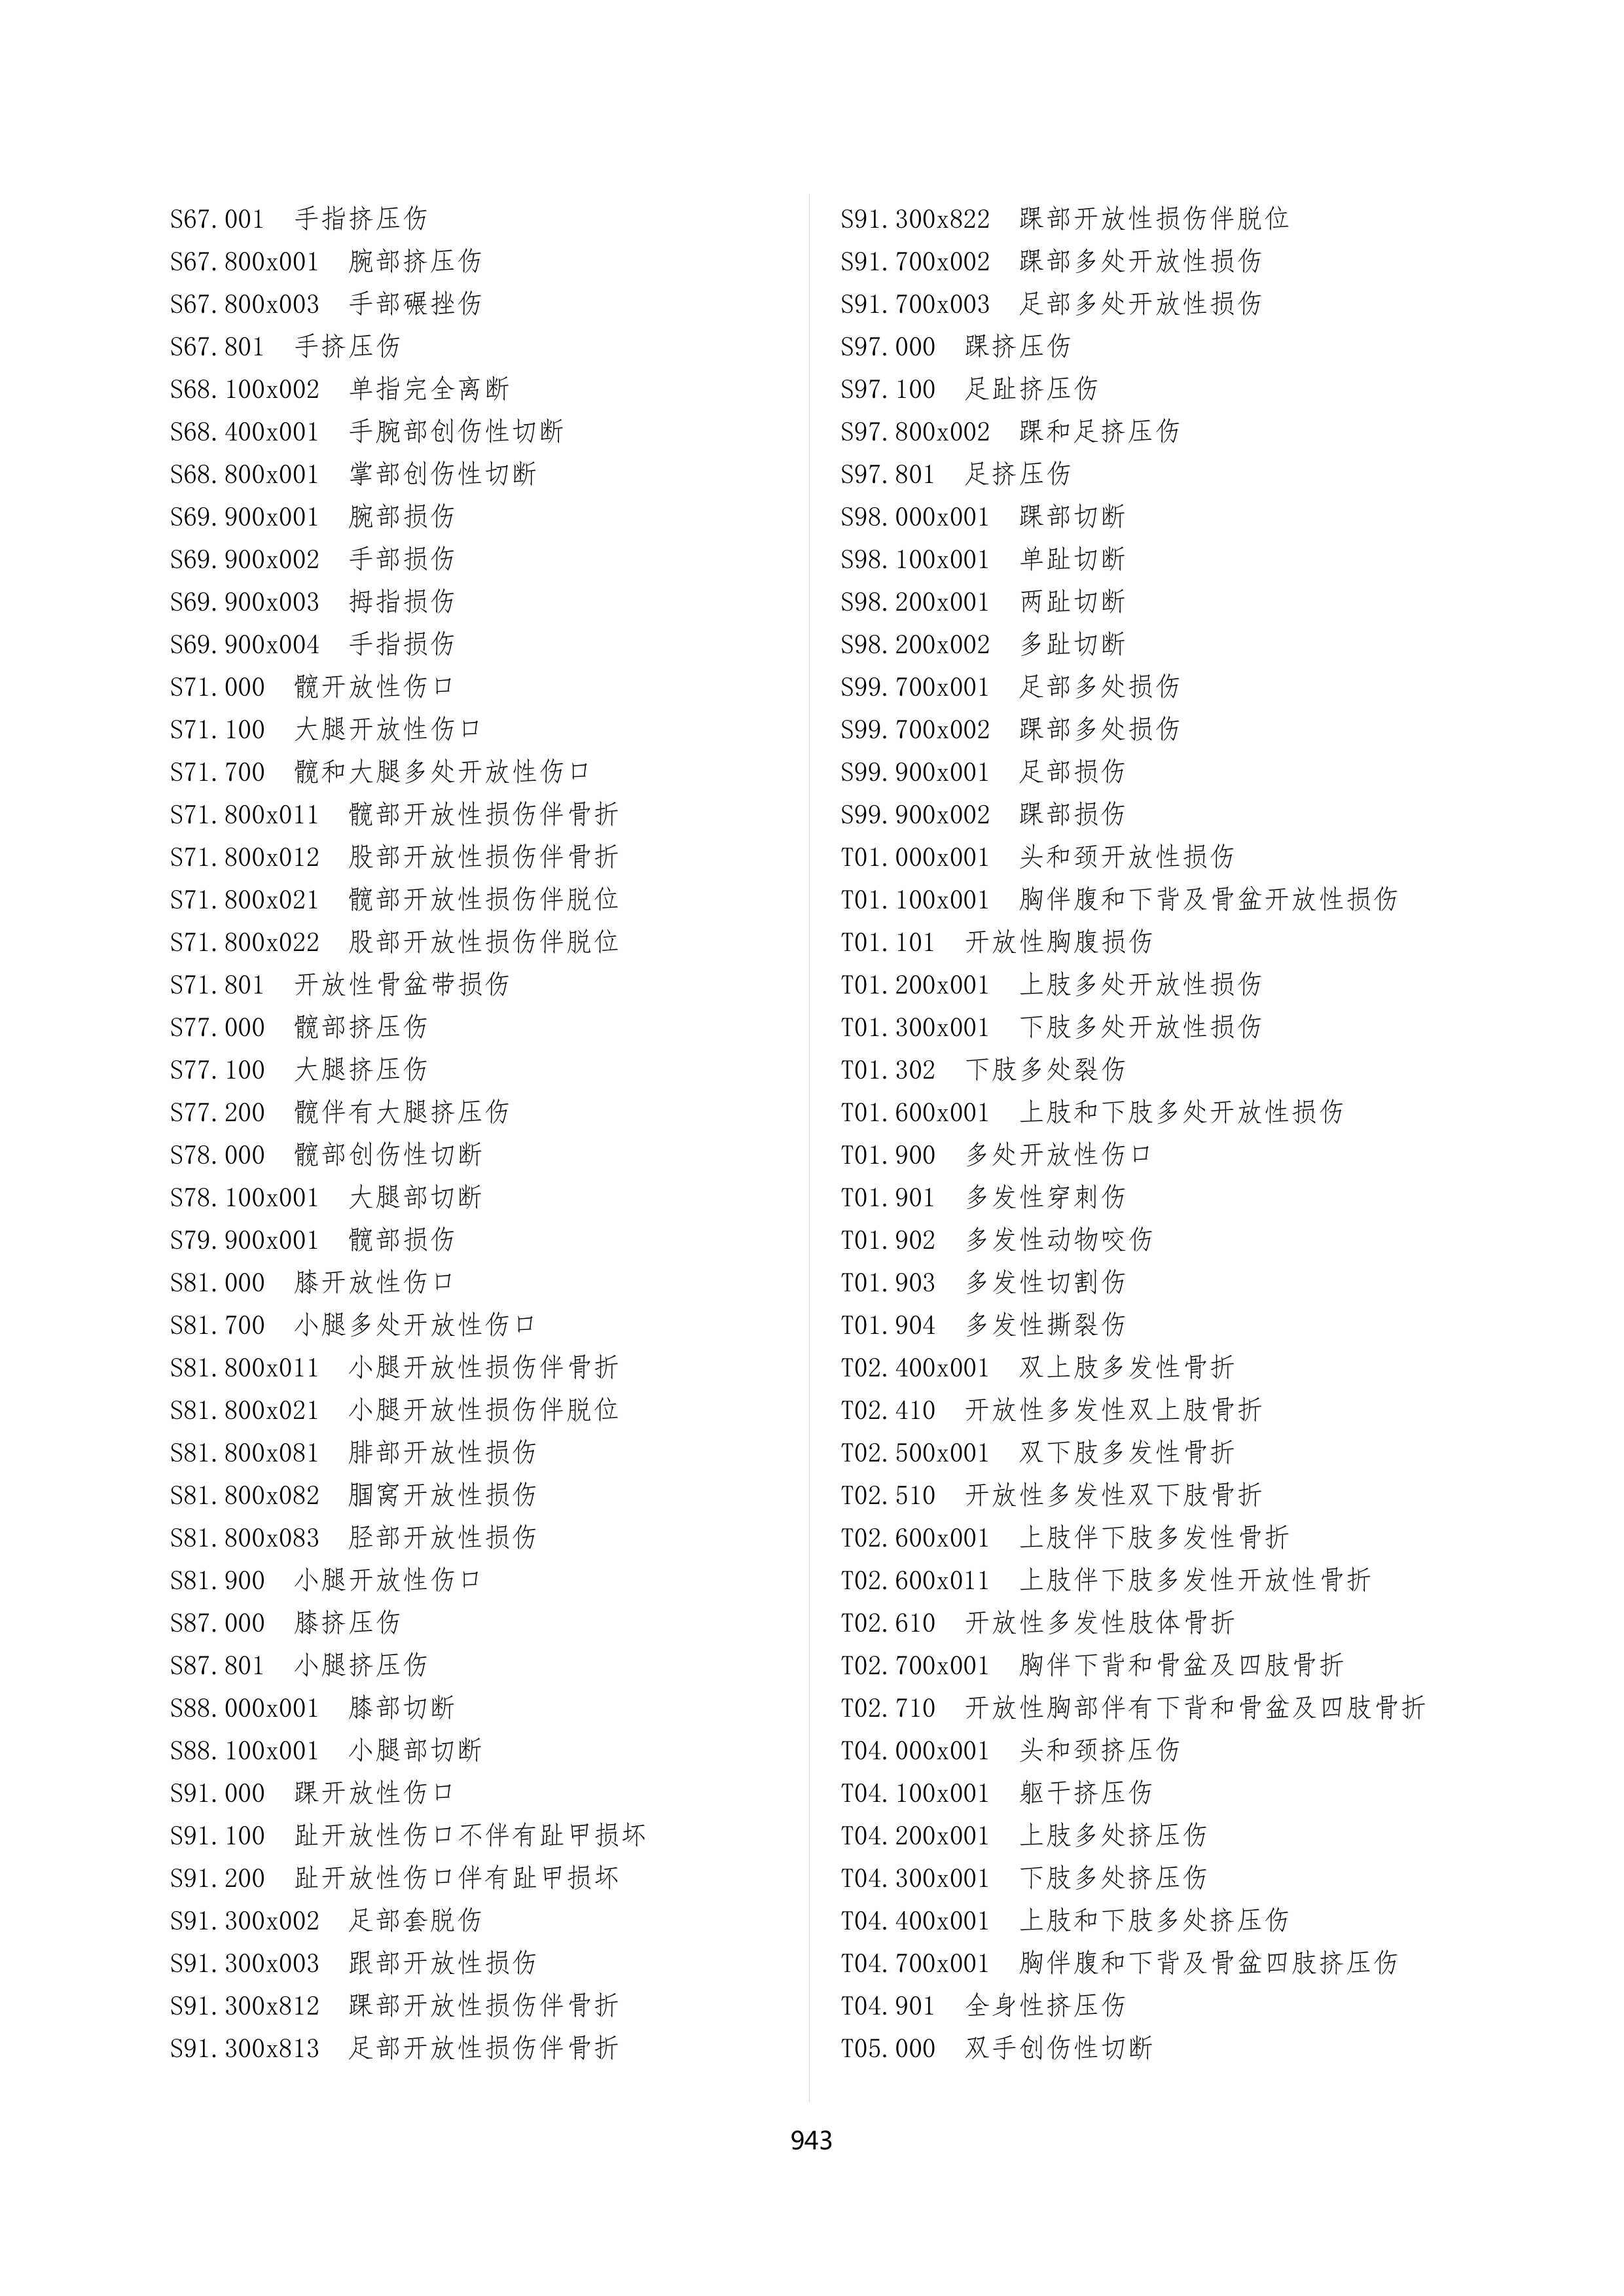 S67.001 手指挤压伤
S67.800x001 腕部挤压伤
S67.800x003 手部碾挫伤
S67.801 手挤压伤
S68.100x002 单指完全离断
S68.400x001 手腕部创伤性切断
S68.800x001 掌部创伤性切断
S69.900x001 腕部损伤
S69.900x002 手部损伤
S69.900x003 拇指损伤
S69.900x004 手指损伤
S71.000 髋开放性伤口
S71.100 大腿开放性伤口
S71.700 髋和大腿多处开放性伤口
S71.800x011 髋部开放性损伤伴骨折
S71.800x012 股部开放性损伤伴骨折
S71.800x021 髋部开放性损伤伴脱位
S71.800x022 股部开放性损伤伴脱位
S71.801 开放性骨盆带损伤
S77.000 髋部挤压伤
S77.100 大腿挤压伤
S77.200 髋伴有大腿挤压伤
S78.000 髋部创伤性切断
S78.100x001 大腿部切断
S79.900x001 髋部损伤
S81.000 膝开放性伤口
S81.700 小腿多处开放性伤口
S81.800x011 小腿开放性损伤伴骨折
S81.800x021 小腿开放性损伤伴脱位
S81.800x081 腓部开放性损伤
S81.800x082 腘窝开放性损伤
S81.800x083 胫部开放性损伤
S81.900 小腿开放性伤口
S87.000 膝挤压伤
S87.801 小腿挤压伤
S88.000x001 膝部切断
S88.100x001 小腿部切断
S91.000 踝开放性伤口
S91.100 趾开放性伤口不伴有趾甲损坏
S91.200 趾开放性伤口伴有趾甲损坏
S91.300x002 足部套脱伤
S91.300x003 跟部开放性损伤
S91.300x812 踝部开放性损伤伴骨折
S91.300x813 足部开放性损伤伴骨折
S91.300x822 踝部开放性损伤伴脱位
S91.700x002 踝部多处开放性损伤
S91.700x003 足部多处开放性损伤
S97.000 踝挤压伤
S97.100 足趾挤压伤
S97.800x002 踝和足挤压伤
S97.801 足挤压伤
S98.000x001 踝部切断
S98.100x001 单趾切断
S98.200x001 两趾切断
S98.200x002 多趾切断
S99.700x001 足部多处损伤
S99.700x002 踝部多处损伤
S99.900x001 足部损伤
S99.900x002 踝部损伤
T01.000x001 头和颈开放性损伤
T01.100x001 胸伴腹和下背及骨盆开放性损伤
T01.101 开放性胸腹损伤
T01.200x001 上肢多处开放性损伤
T01.300x001 下肢多处开放性损伤
T01.302 下肢多处裂伤
T01.600x001 上肢和下肢多处开放性损伤
T01.900 多处开放性伤口
T01.901 多发性穿刺伤
T01.902 多发性动物咬伤
T01.903 多发性切割伤
T01.904 多发性撕裂伤
T02.400x001 双上肢多发性骨折
T02.410 开放性多发性双上肢骨折
T02.500x001 双下肢多发性骨折
T02.510 开放性多发性双下肢骨折
T02.600x001 上肢伴下肢多发性骨折
T02.600x011 上肢伴下肢多发性开放性骨折
T02.610 开放性多发性肢体骨折
T02.700x001 胸伴下背和骨盆及四肢骨折
T02.710 开放性胸部伴有下背和骨盆及四肢骨折
T04.000x001 头和颈挤压伤
T04.100x001 躯干挤压伤
T04.200x001 上肢多处挤压伤
T04.300x001 下肢多处挤压伤
T04.400x001 上肢和下肢多处挤压伤
T04.700x001 胸伴腹和下背及骨盆四肢挤压伤
T04.901 全身性挤压伤
T05.000 双手创伤性切断
943